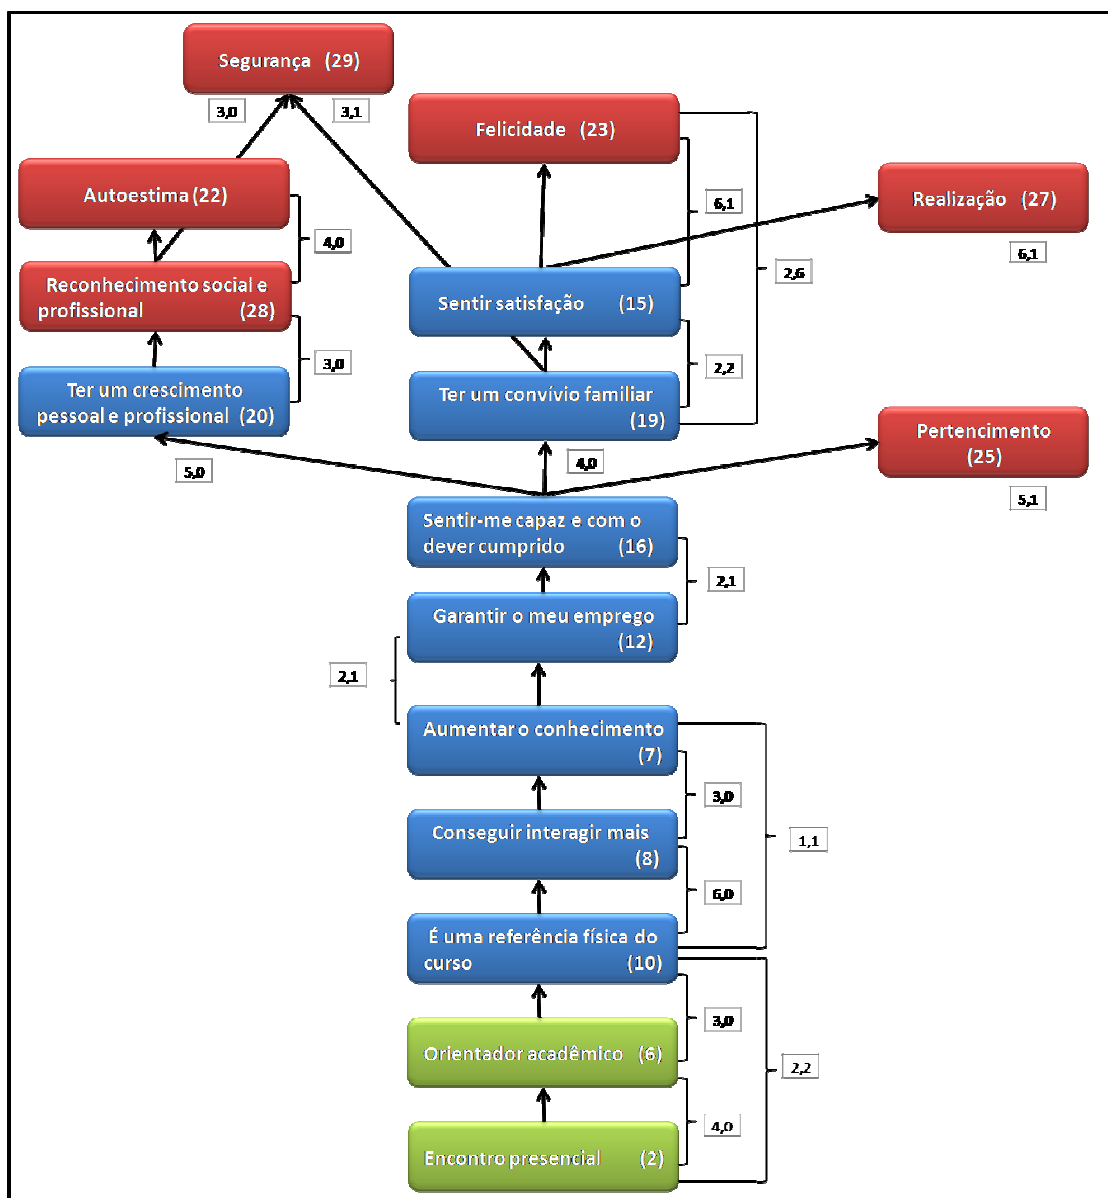 Segurança (29)
3,0
3,1
Felicidade (23)
Autoestima (22)
6,1
Realização (27)
4,0
6,1
2,6
Reconhecimento social e
profissional (28)
Sentir satisfação (15)
3,0
2,2
Ter um crescimento
pessoal e profissional (20)
Ter um convívio familiar
(19)
Pertencimento
(25)
5,0
4,0
5,1
Sentir-me capaz e com o
dever cumprido (16)
2,1
Garantir o meu emprego
(12)
2,1
Aumentar o conhecimento
(7)
3,0
Conseguir interagir mais
(8)
1,1
6,0
É uma referência física do
curso (10)
3,0
Orientador acadêmico (6)
2,2
4,0
Encontro presencial (2)